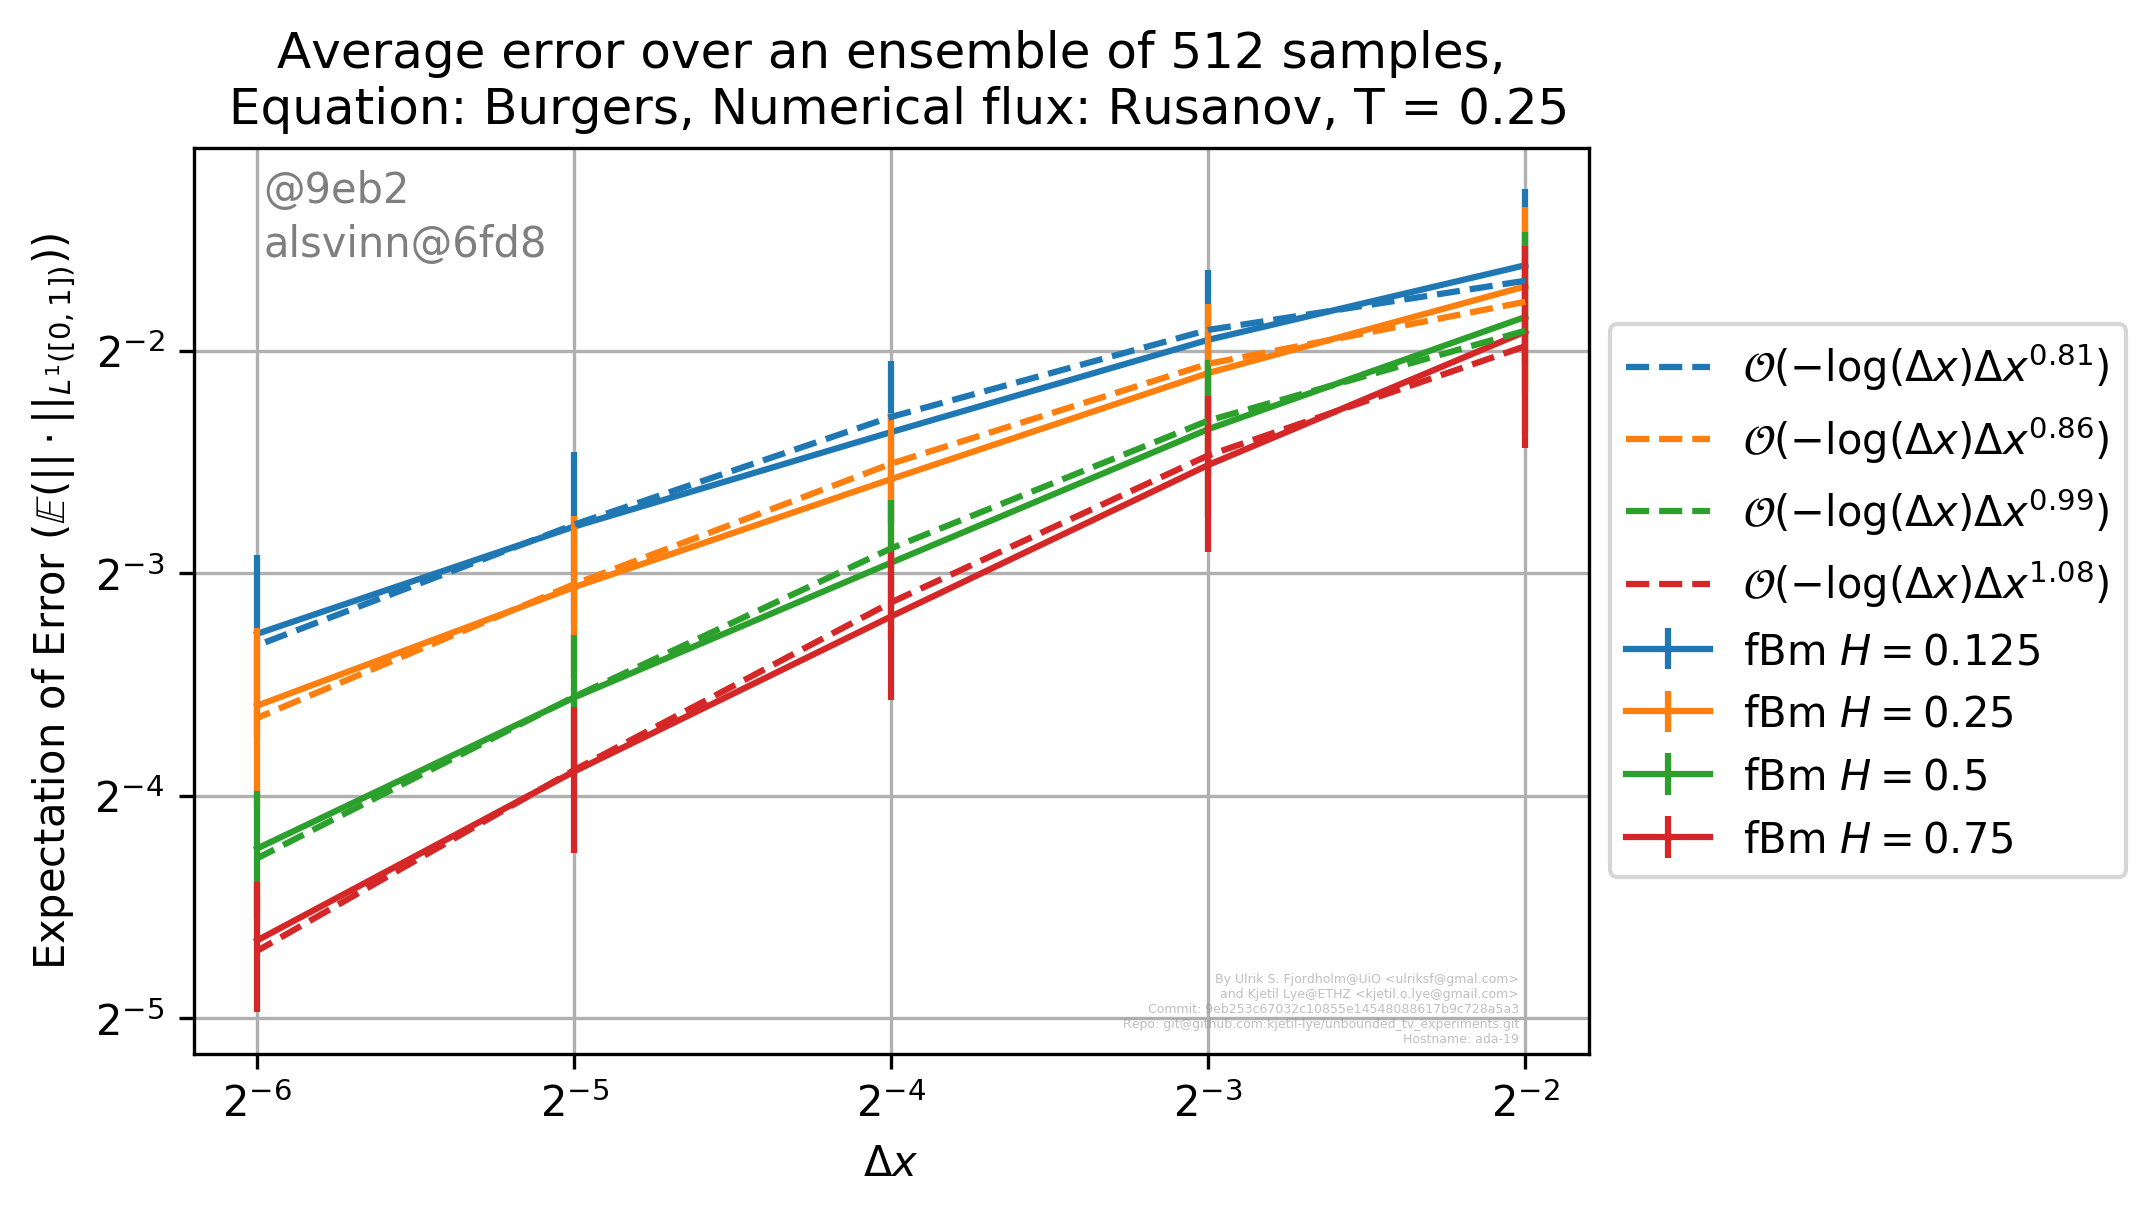 Average error over an ensemble of 512 samples,
Equation: Burgers, Numerical flux: Rusanov, T = 0.25
@9eb2
alsvinn@6fd8
Expectation of Error (𝔼(||·||_{L^1([0,1])}))
2^{-2}
2^{-3}
2^{-4}
2^{-5}
By Ulrik S. Fjordholm@UiO <ulriksf@gmal.com>
and Kjetil Lye@ETHZ <kjetil.o.lye@gmail.com>
Commit: 9eb253c67032c10855e14548088617b9c728a5a3
Repo: git@github.com:kjetil-lye/unbounded_tv_experiments.git
Hostname: ada-19
2^{-6}
2^{-5}
2^{-4}
2^{-3}
2^{-2}
Δx
𝒪(−log(Δx)Δx^{0.81})
𝒪(−log(Δx)Δx^{0.86})
𝒪(−log(Δx)Δx^{0.99})
𝒪(−log(Δx)Δx^{1.08})
fBm H = 0.125
fBm H = 0.25
fBm H = 0.5
fBm H = 0.75